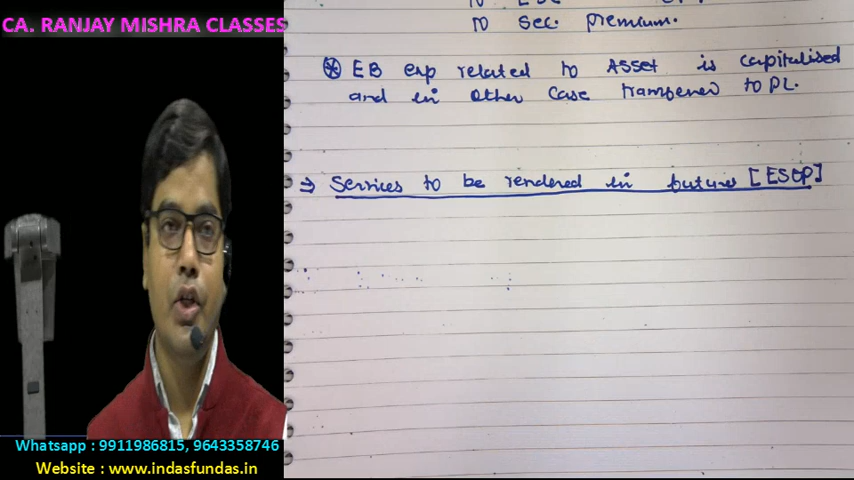 CA. RANJAY MISHRA CLASSES
To Sec. premium.
* EB exp related to Asset is capitalised
and in other case transferred to PL.
⇒ Services to be rendered in future [ESOP]
Whatsapp : 9911986815, 9643358746
Website : www.indasfundas.in